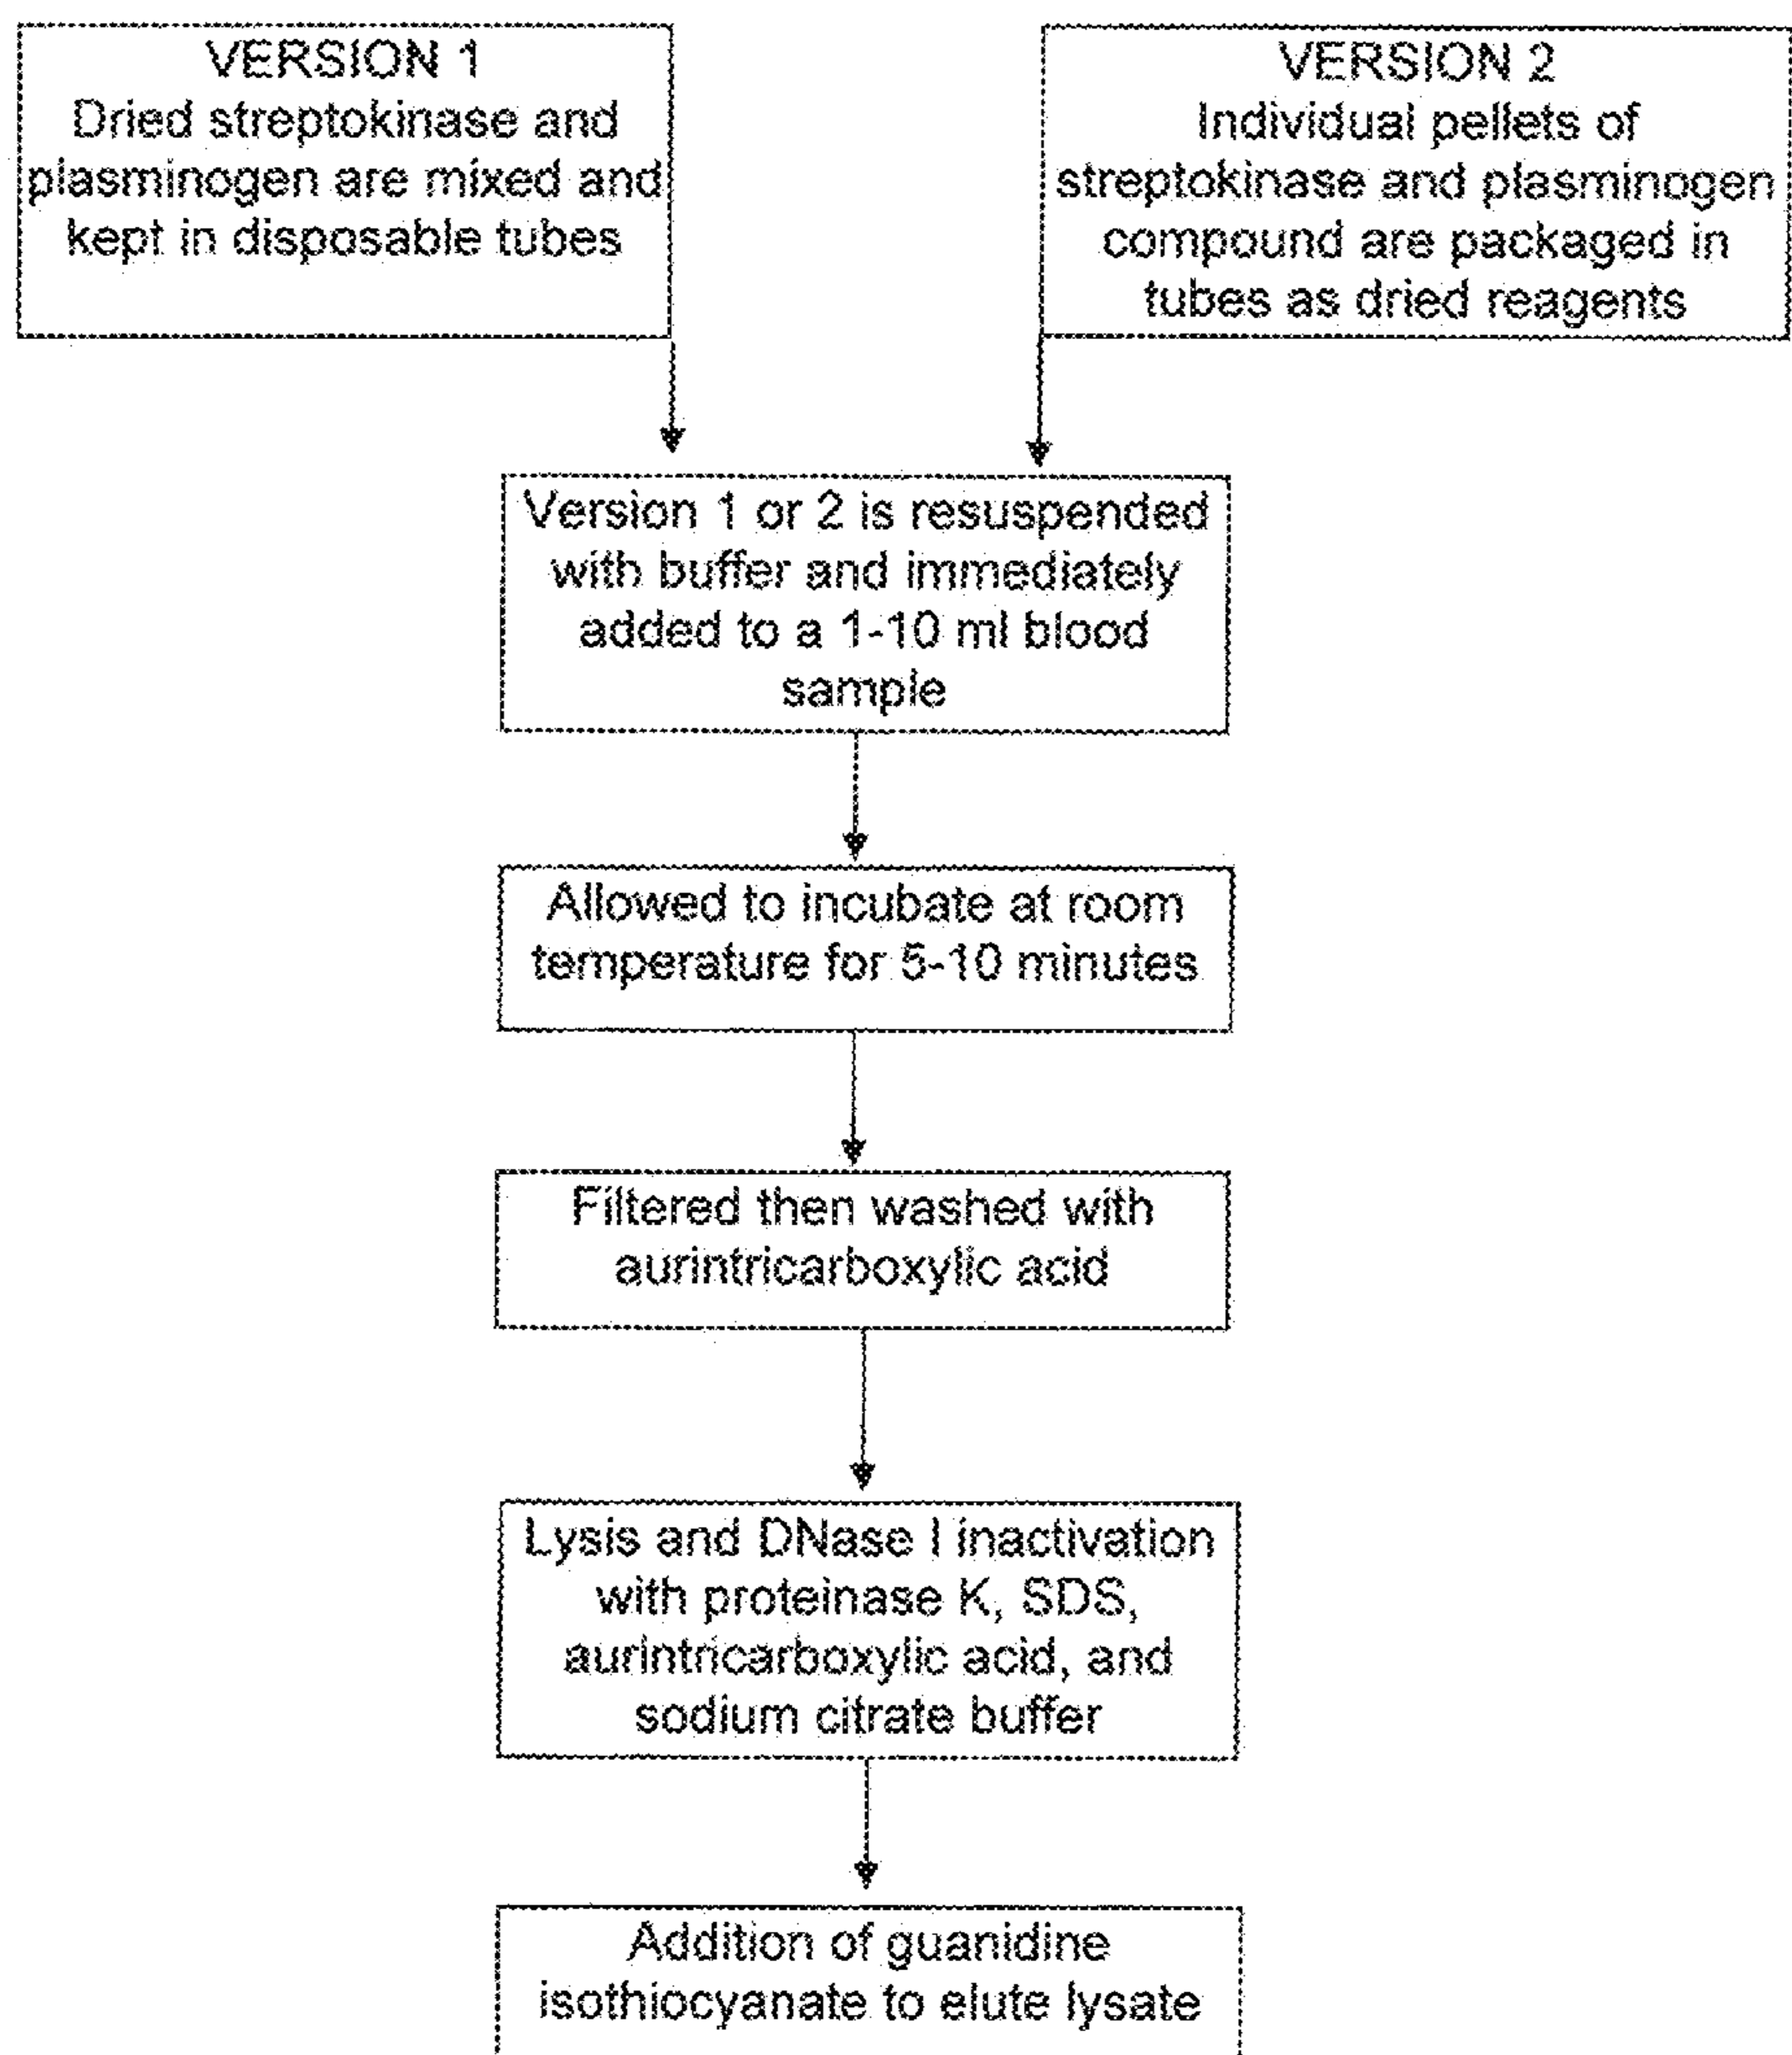 VERSION 1
Dried streptokinase and
plasminogen are mixed and
kept in disposable tubes
VERSION 2
Individual pellets of
streptokinase and plasminogen
compound are packaged in
tubes as dried reagents
Version 1 or 2 is resuspended
with buffer and immediately
added to a 1-10 ml blood
sample
Allowed to incubate at room
temperature for 5-10 minutes
Filtered then washed with
aurintricarboxylic acid
Lysis and DNase I inactivation
with proteinase K, SDS,
aurintricarboxylic acid, and
sodium citrate buffer
Addition of guanidine
isothiocyanate to elute lysate